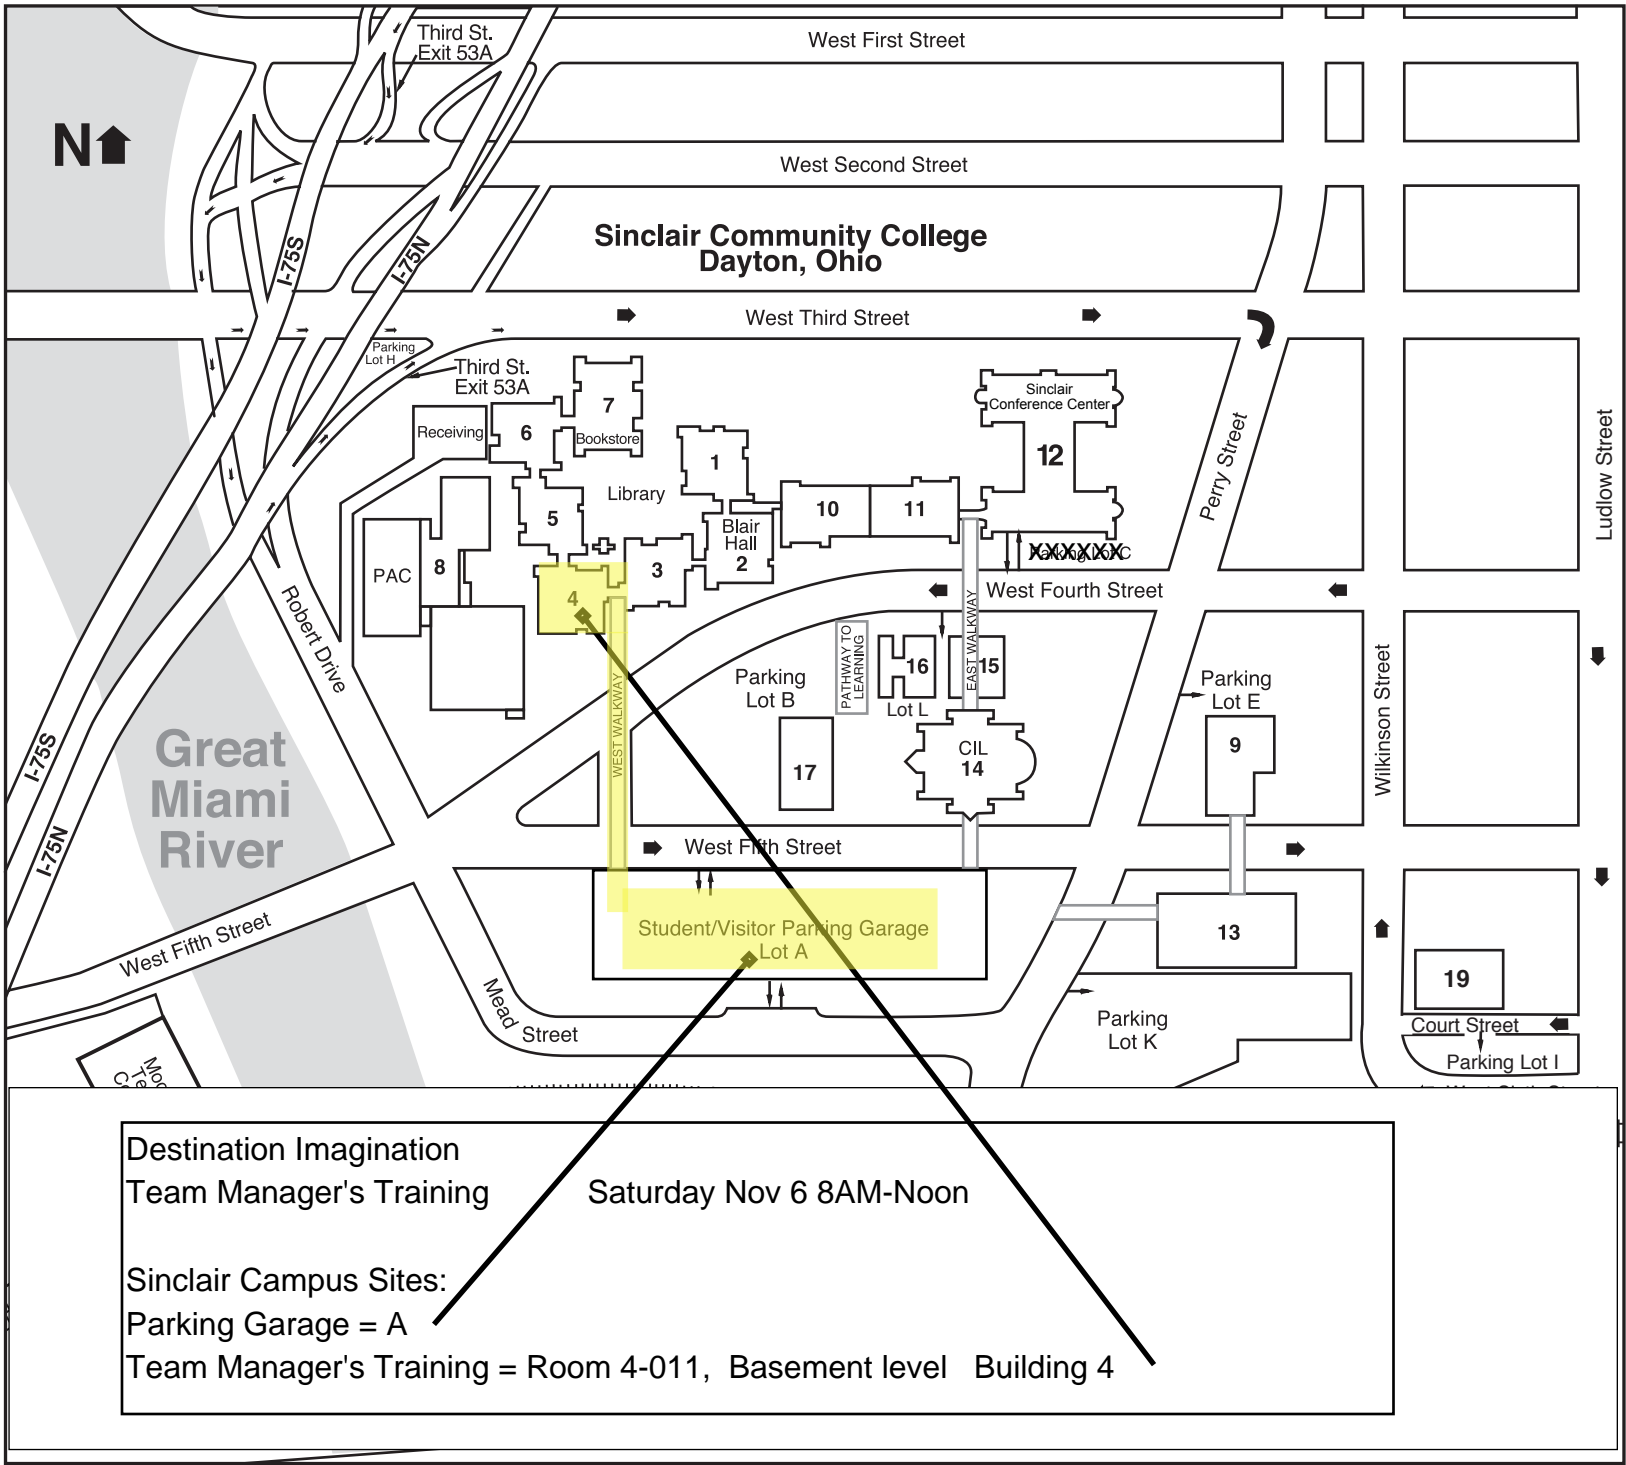 Third St.
Exit 53A
West First Street
N
West Second Street
Sinclair Community College
Dayton, Ohio
I-75S
I-75N
West Third Street
Parking
Lot H
Third St.
Exit 53A
Receiving
6
7
Bookstore
1
Library
5
Blair
Hall
2
3
4
PAC
8
10
11
Sinclair
Conference Center
12
Parking Lot C
XXXXXX
Perry Street
Ludlow Street
West Fourth Street
Robert Drive
WEST WALKWAY
EAST WALKWAY
PATHWAY TO
LEARNING
Parking
Lot B
16
15
Lot L
17
CIL
14
Parking
Lot E
9
Wilkinson Street
Great
Miami
River
I-75S
I-75N
West Fifth Street
West Fifth Street
Student/Visitor Parking Garage
Lot A
13
19
Mead Street
Parking
Lot K
Court Street
Parking Lot I
Destination Imagination
Team Manager's Training Saturday Nov 6 8AM-Noon
Sinclair Campus Sites:
Parking Garage = A
Team Manager's Training = Room 4-011, Basement level Building 4